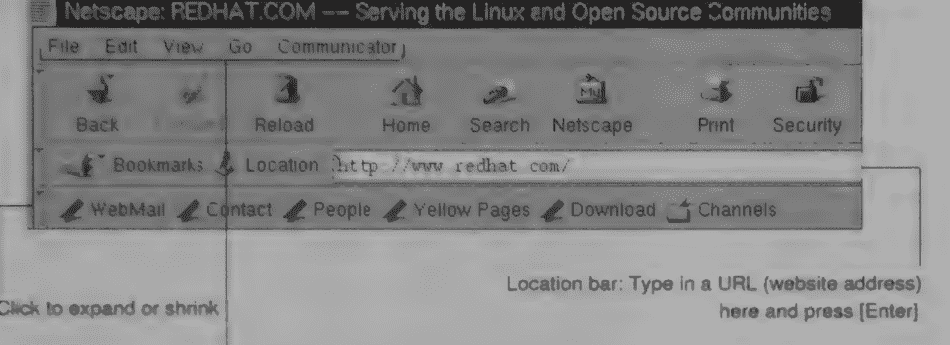 Netscape: REDHAT.COM -- Serving the Linux and Open Source Communities
File Edit View Go Communicator
Back Reload Home Search Netscape Print Security
Bookmarks Location http //www redhat com/
WebMail Contact People Yellow Pages Download Channels
Location bar: Type in a URL (website address)
Click to expand or shrink
here and press [Enter]